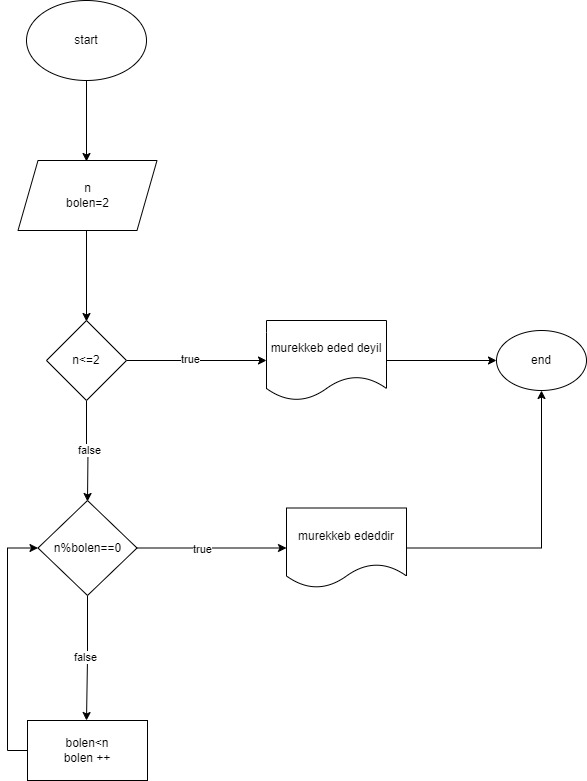 start
n
bolen=2
n<=2
true
murekkeb eded deyil
end
false
n%bolen==0
true
murekkeb ededdir
false
bolen<n
bolen ++